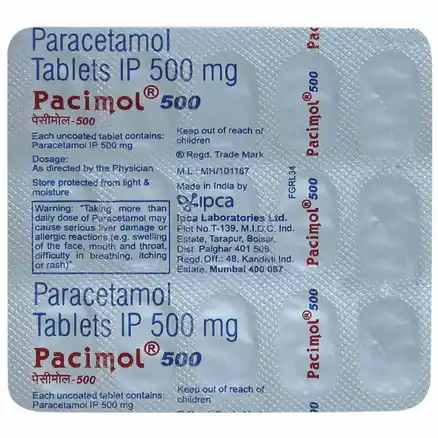 Paracetamol
Tablets IP 500 mg
Pacimol® 500
पेसीमोल-500
Each uncoated tablet contains:
Paracetamol IP 500 mg
Dosage:
As directed by the Physician
Store protected from light &
moisture
Warning: "Taking more than
daily dose of Paracetamol may
cause serious liver damage or
allergic reactions (e.g. swelling
of the face, mouth and throat,
difficulty in breathing, itching
or rash)"
Keep out of reach of
children
® Regd. Trade Mark
M.L.: MH/101187
Made in India by
ipca
Ipca Laboratories Ltd.
Plot No.T-139, M.I.D.C. Ind.
Estate, Tarapur, Boisar,
Dist. Palghar 401 506.
Regd. Off.: 48, Kandivli Ind.
Estate, Mumbai 400 067
FGRL34
Pacimol® 500
Pacimol® 500
Paracetamol
Tablets IP 500 mg
Pacimol® 500
पेसीमोल-500
Each uncoated tablet contains:
Paracetamol IP 500 mg
Keep out of reach of
children
Pacimol® 500